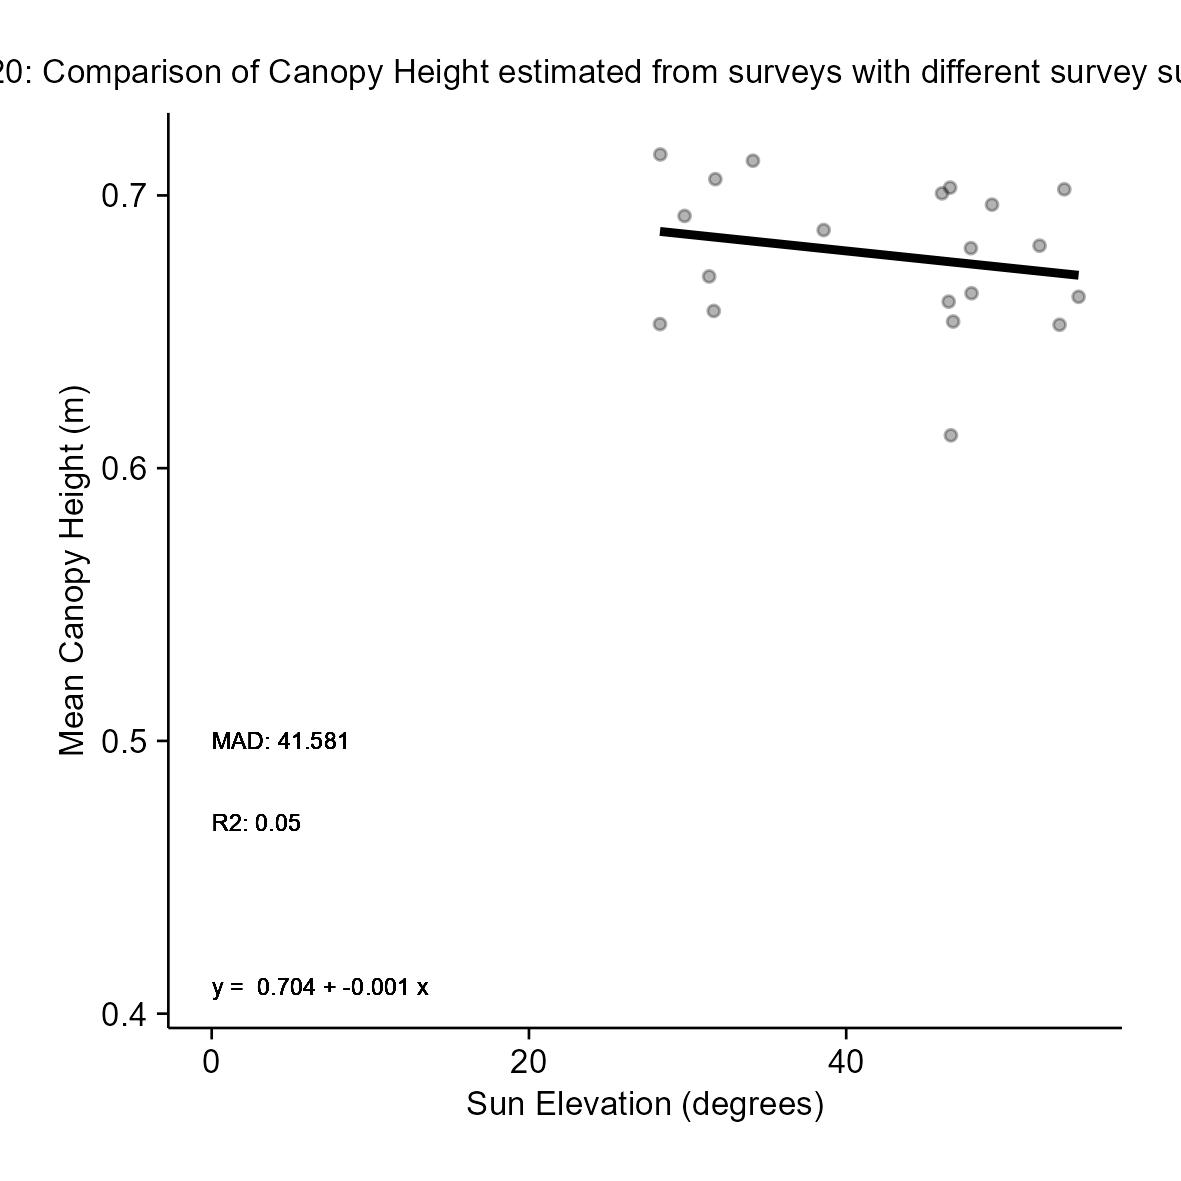 20: Comparison of Canopy Height estimated from surveys with different survey
0.7
0.6
0.5
0.4
Mean Canopy Height (m)
MAD: 41.581
R2: 0.05
y = 0.704 + -0.001 x
0
20
40
Sun Elevation (degrees)